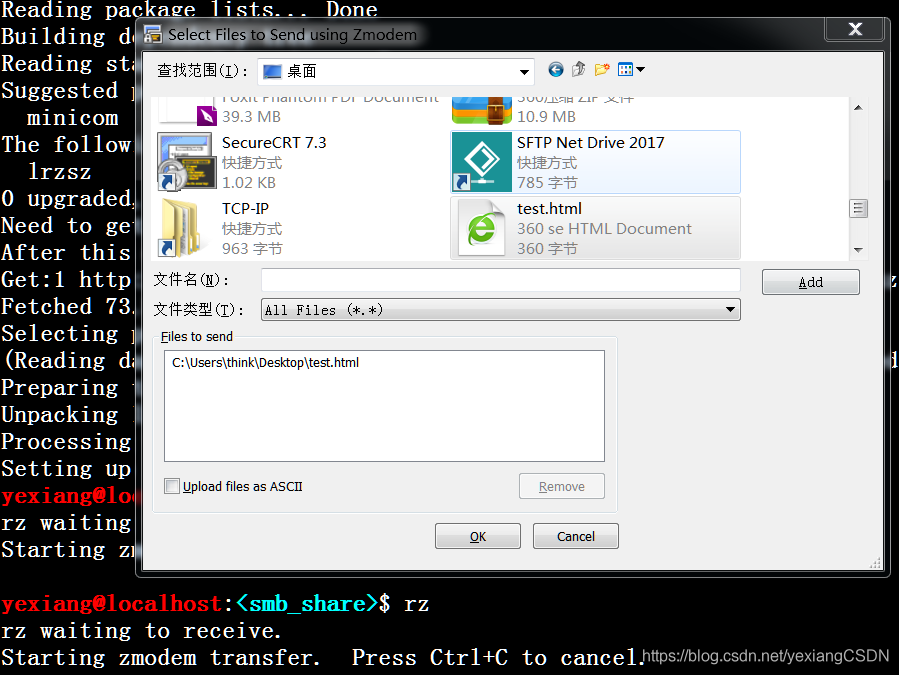 Reading package lists... Done
Building de
Select Files to Send using Zmodem
Reading sta
查找范围(I):
桌面
Suggested p
minicom
The follow
lrzsz
0 upgraded,
Need to ge
After this
Get:1 http
Fetched 73.
Selecting p
(Reading da
Preparing
Unpacking
Processing
Setting up
yexiang@loc
rz waiting
Starting zm
Foxit Phantom PDF Document
39.3 MB
360压缩 ZIP 文件
10.9 MB
SecureCRT 7.3
快捷方式
1.02 KB
SFTP Net Drive 2017
快捷方式
785 字节
TCP-IP
快捷方式
963 字节
test.html
360 se HTML Document
360 字节
文件名(N):
Add
文件类型(T):
All Files (*.*)
Files to send
C:\Users\think\Desktop\test.html
Upload files as ASCII
Remove
OK
Cancel
yexiang@localhost:<smb_share>$ rz
rz waiting to receive.
Starting zmodem transfer.  Press Ctrl+C to cancel.
https://blog.csdn.net/yexiangCSDN